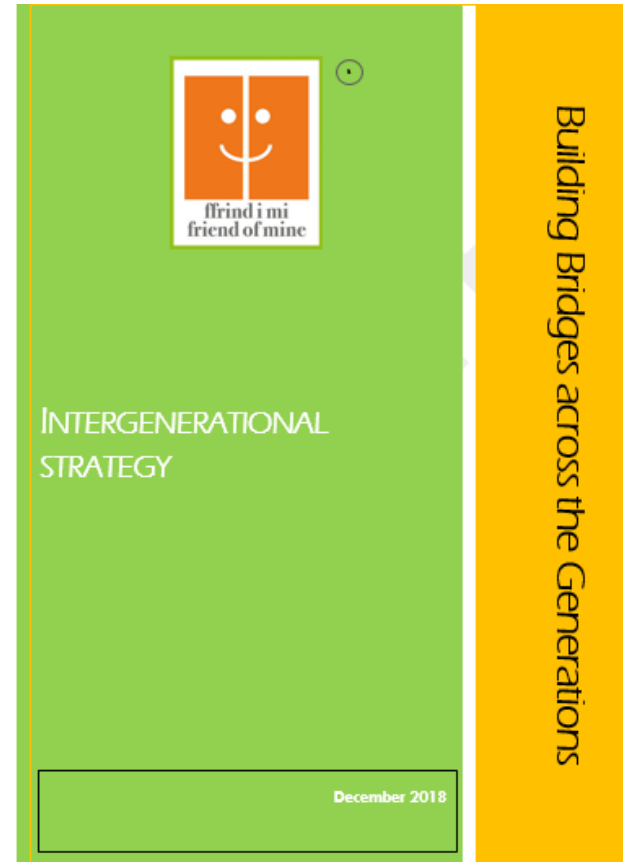 ffrind i mi
friend of mine
INTERGENERATIONAL
STRATEGY
December 2018
Building Bridges across the Generations